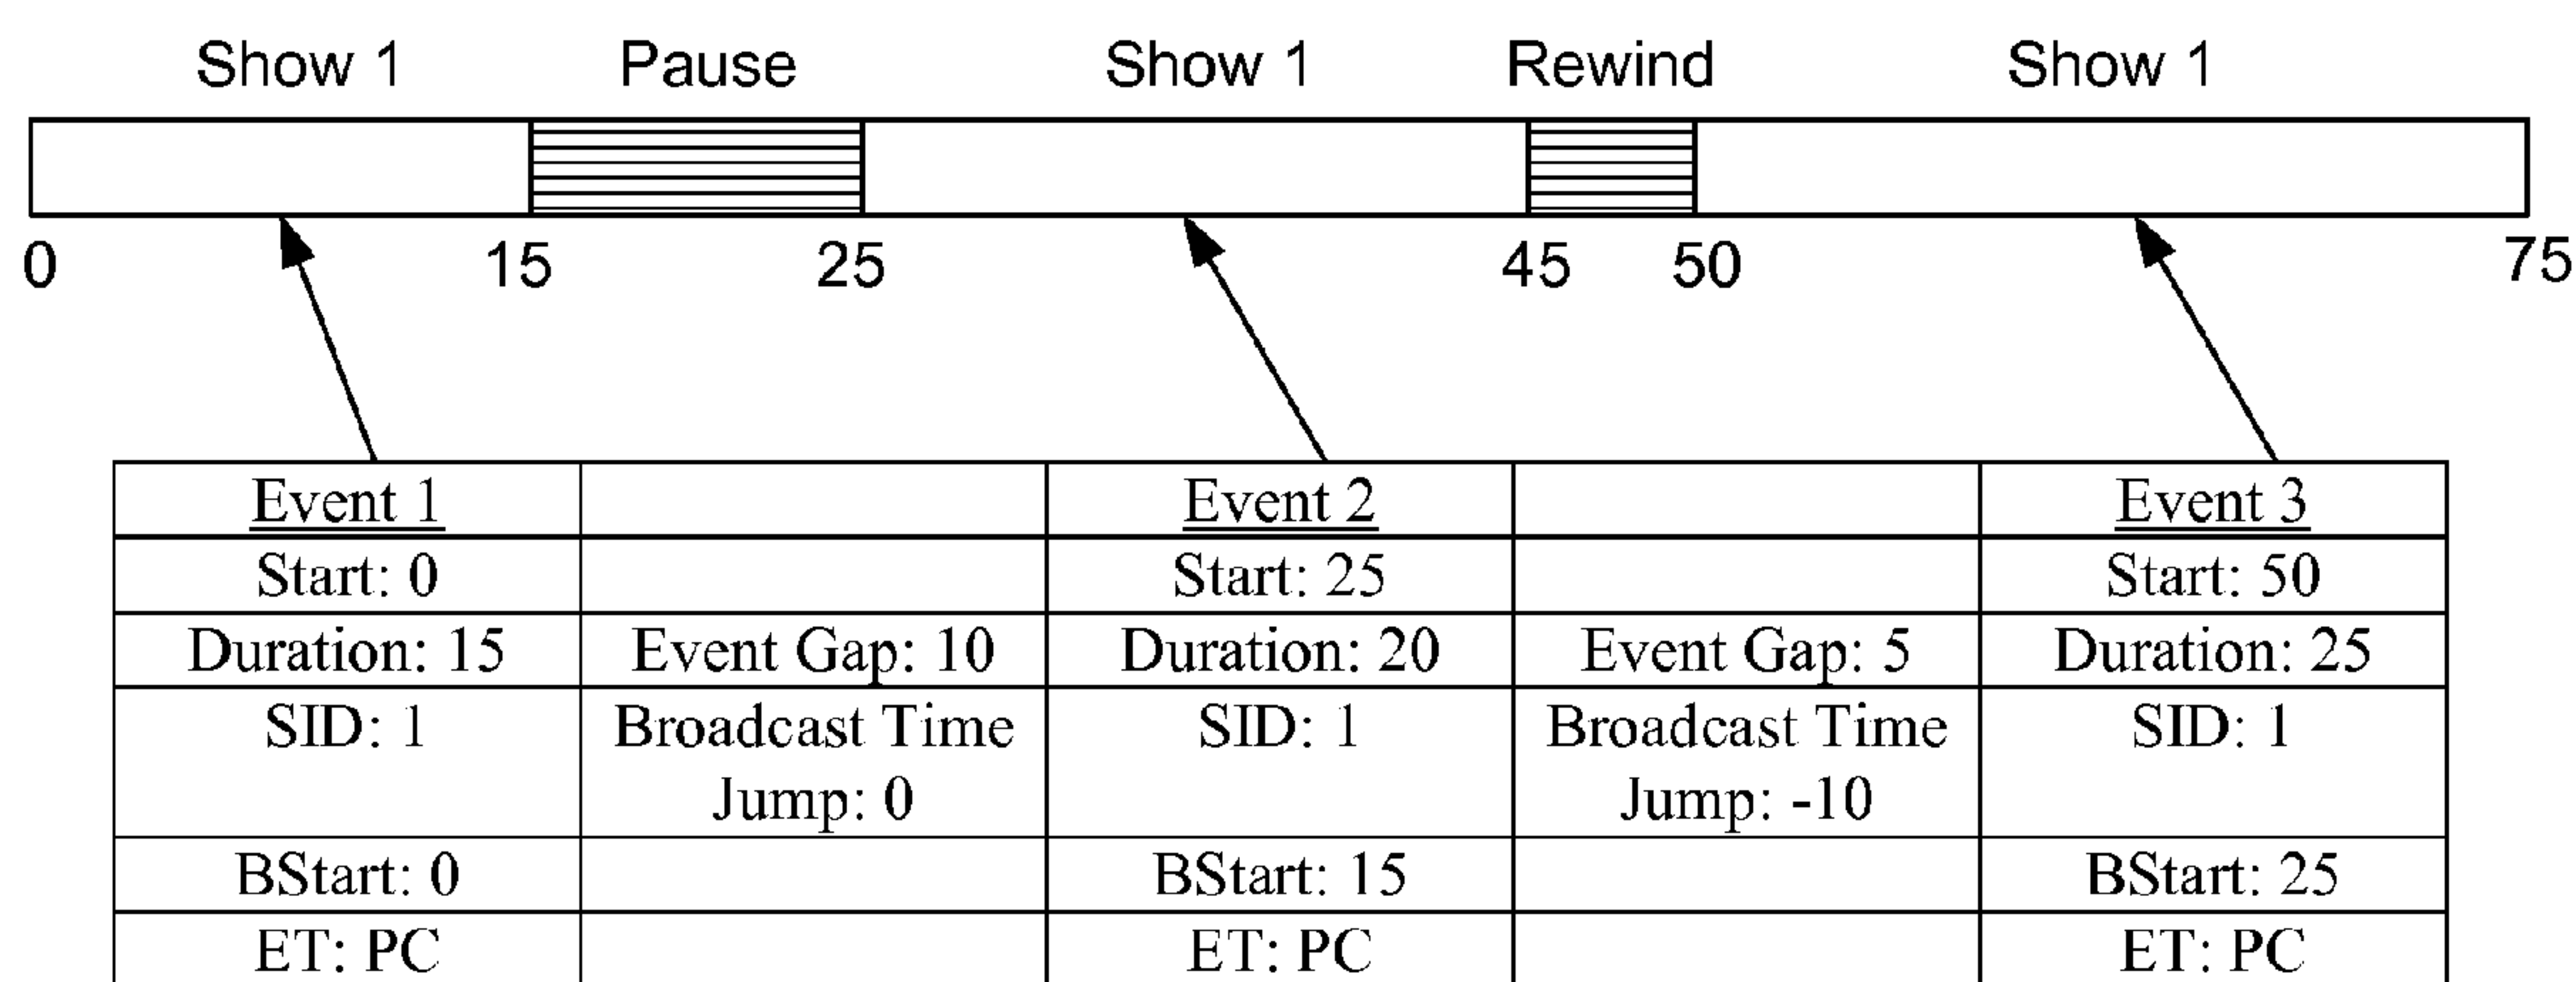 Show 1 Pause Show 1 Rewind Show 1
0 15 25 45 50 75
Event 1 Event 2 Event 3
Start: 0 Start: 25 Start: 50
Duration: 15 Event Gap: 10 Duration: 20 Event Gap: 5 Duration: 25
SID: 1 Broadcast Time SID: 1 Broadcast Time SID: 1
Jump: 0 Jump: -10
BStart: 0 BStart: 15 BStart: 25
ET: PC ET: PC ET: PC